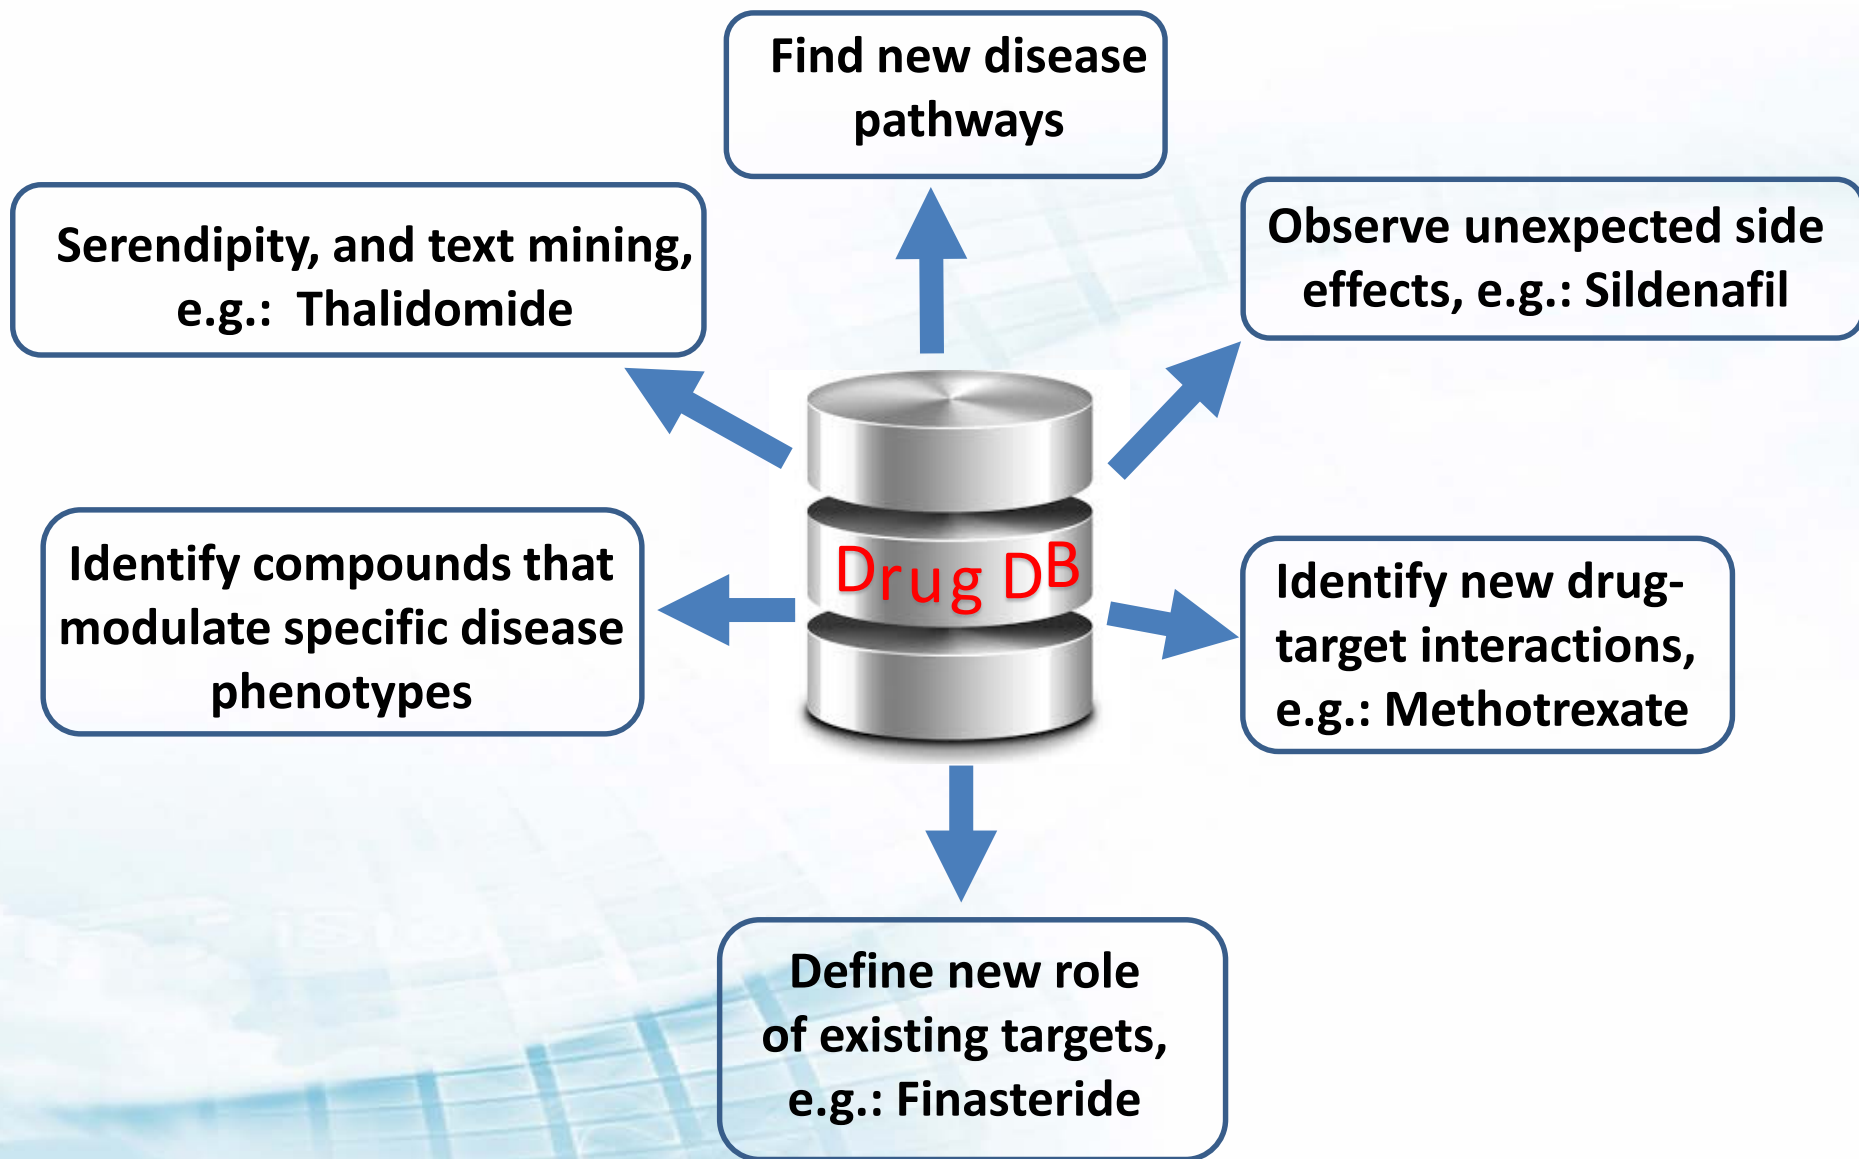 Find new disease
pathways
Serendipity, and text mining,
e.g.: Thalidomide
Observe unexpected side
effects, e.g.: Sildenafil
Drug DB
Identify compounds that
modulate specific disease
phenotypes
Identify new drug-
target interactions,
e.g.: Methotrexate
Define new role
of existing targets,
e.g.: Finasteride